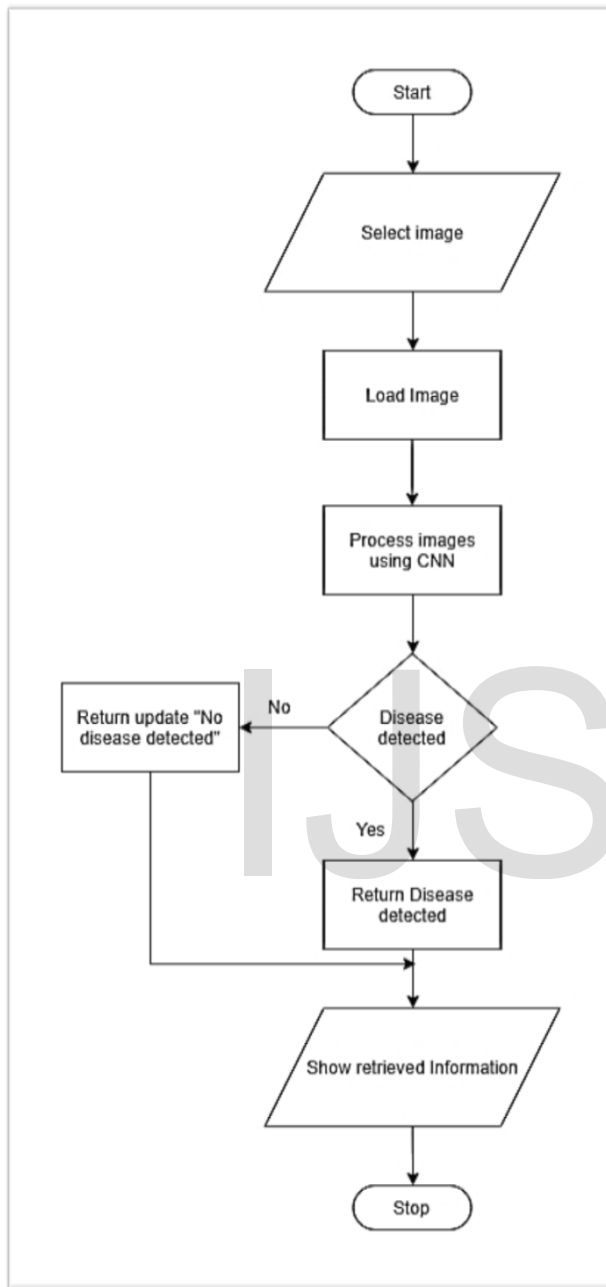 Start
Select image
Load Image
Process images
using CNN
Disease
detected
No
Return update "No
disease detected"
Yes
Return Disease
detected
Show retrieved Information
Stop
IJS